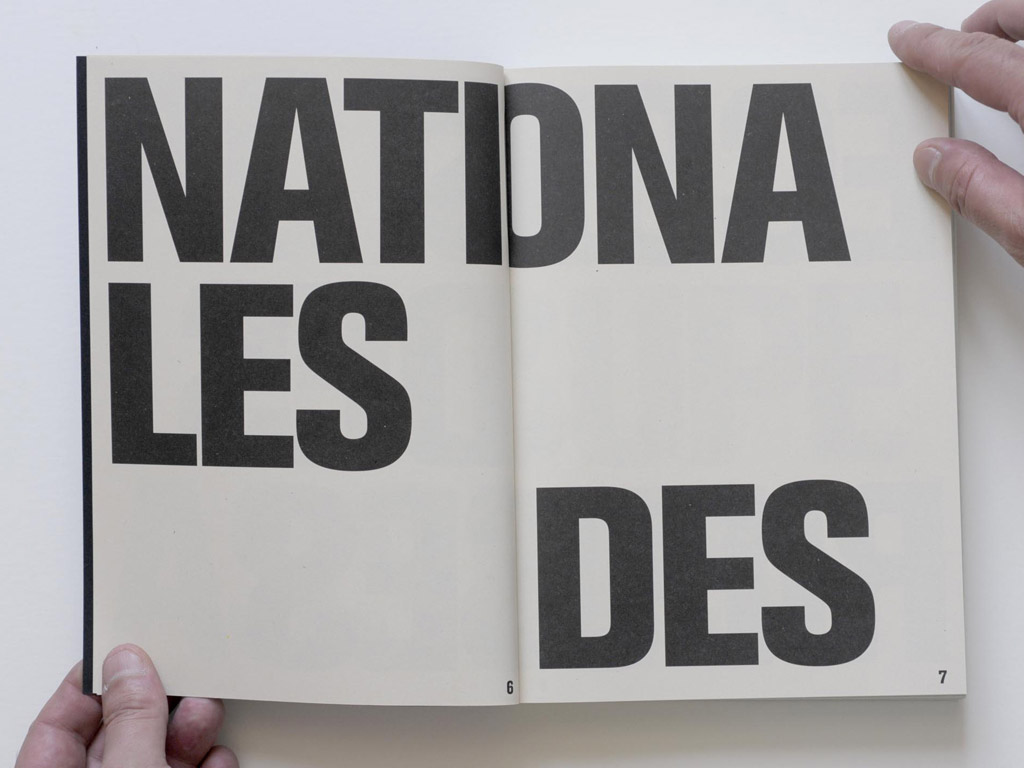 NATIONA
LES
DES
6
7